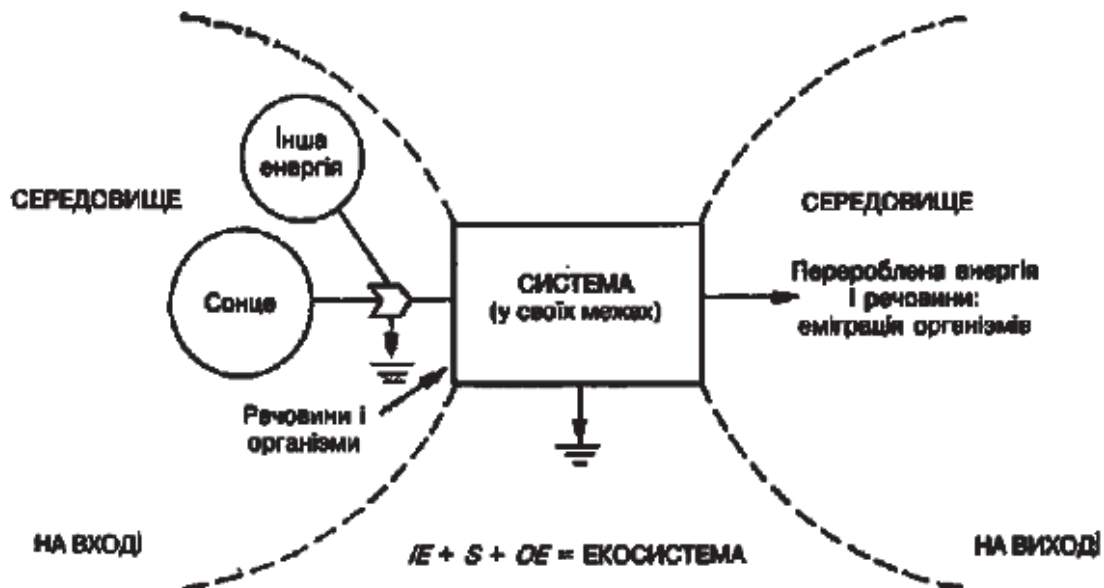 Інша
енергія
СЕРЕДОВИЩЕ
Сонце
Речовини і
організми
НА ВХОДІ
СИСТЕМА
(у своїх межах)
IE + S + OE = ЕКОСИСТЕМА
СЕРЕДОВИЩЕ
Перероблена енергія
і речовини:
еміграція організмів
НА ВИХОДІ